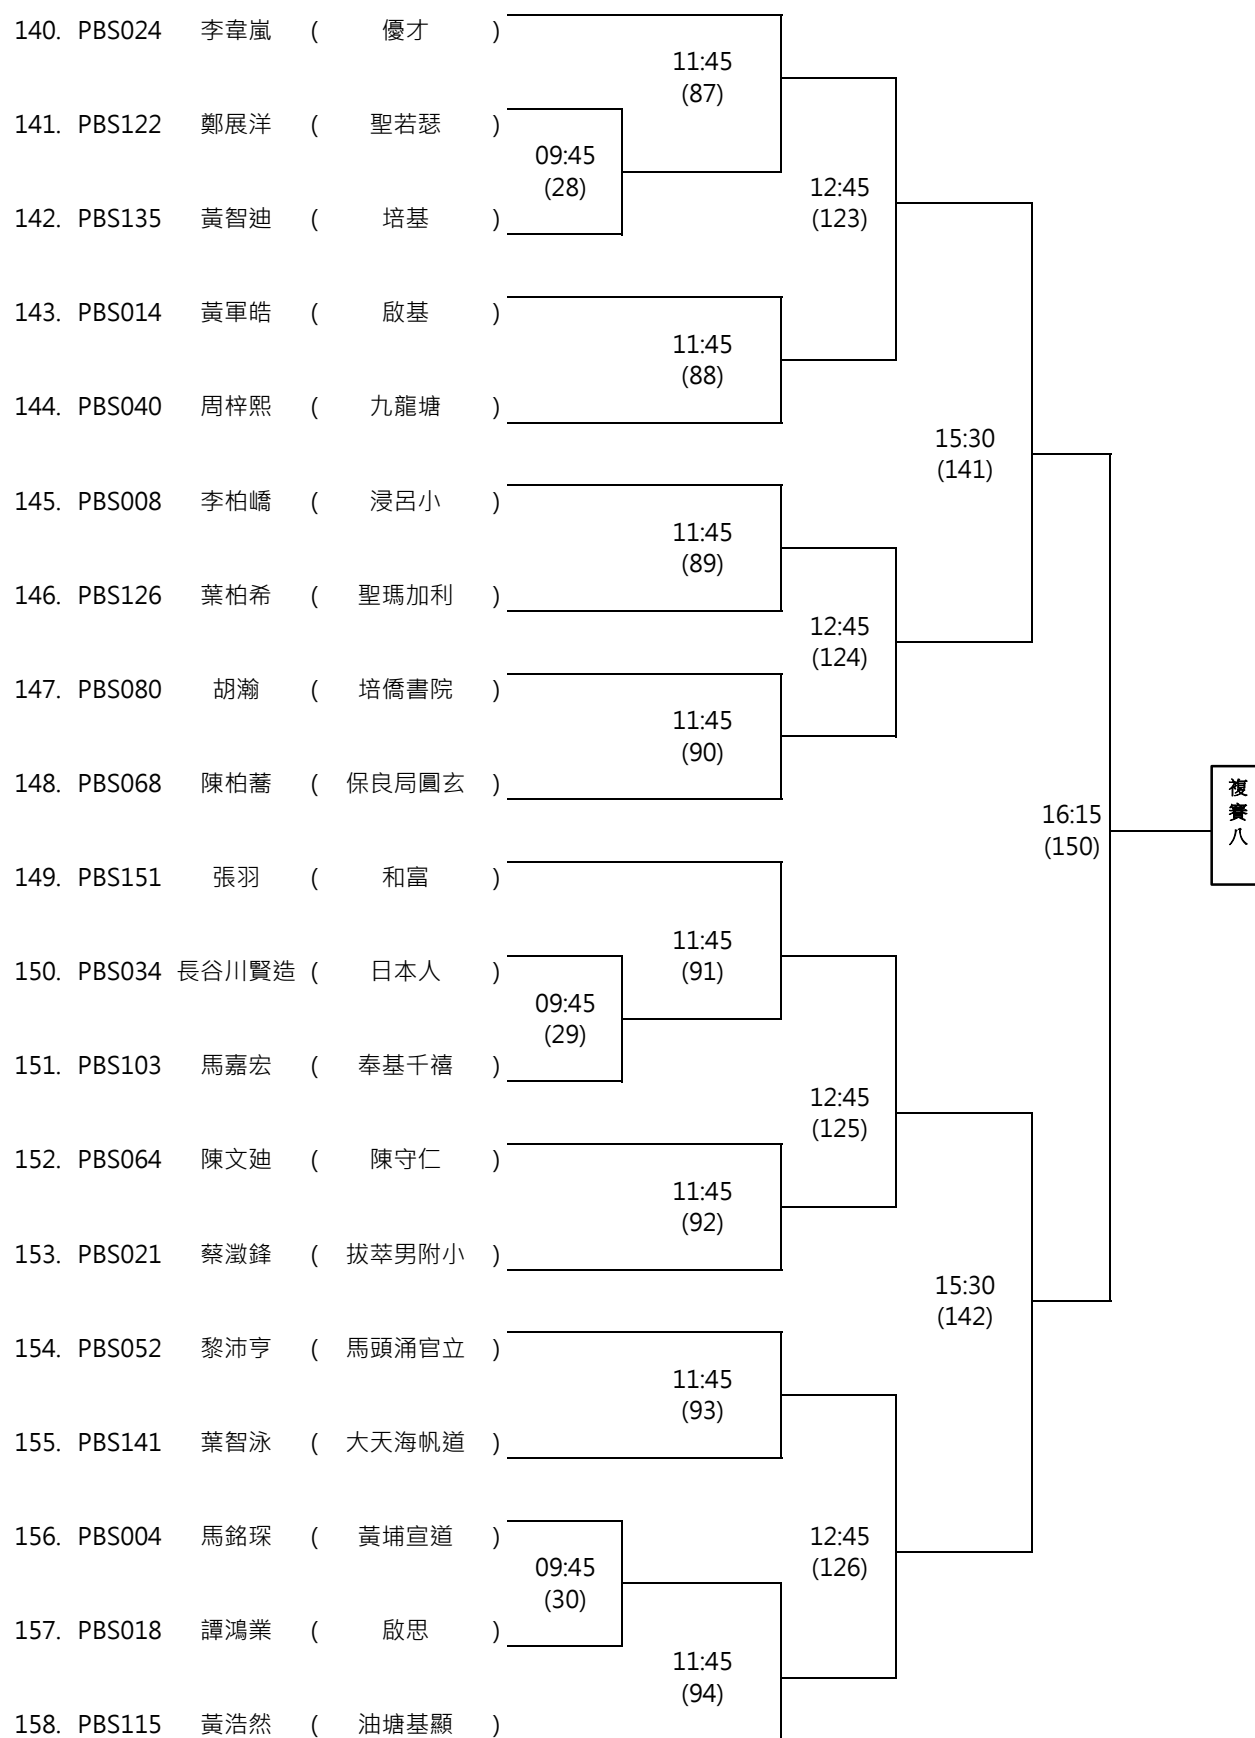 140. PBS024 李韋嵐 ( 優才 )
11:45
(87)
141. PBS122 鄭展洋 ( 聖若瑟 )
09:45
(28)
12:45
(123)
142. PBS135 黃智迪 ( 培基 )
143. PBS014 黃軍皓 ( 啟基 )
11:45
(88)
144. PBS040 周梓熙 ( 九龍塘 )
15:30
(141)
145. PBS008 李柏嶠 ( 浸呂小 )
11:45
(89)
146. PBS126 葉柏希 ( 聖瑪加利 )
12:45
(124)
147. PBS080 胡瀚 ( 培僑書院 )
11:45
(90)
148. PBS068 陳柏蕎 ( 保良局圓玄 )
16:15
(150)
複賽八
149. PBS151 張羽 ( 和富 )
11:45
(91)
150. PBS034 長谷川賢造 ( 日本人 )
09:45
(29)
151. PBS103 馬嘉宏 ( 奉基千禧 )
12:45
(125)
152. PBS064 陳文廸 ( 陳守仁 )
11:45
(92)
153. PBS021 蔡瀓鋒 ( 拔萃男附小 )
15:30
(142)
154. PBS052 黎沛亨 ( 馬頭涌官立 )
11:45
(93)
155. PBS141 葉智泳 ( 大天海帆道 )
156. PBS004 馬銘琛 ( 黃埔宣道 )
09:45
(30)
12:45
(126)
157. PBS018 譚鴻業 ( 啟思 )
11:45
(94)
158. PBS115 黃浩然 ( 油塘基顯 )